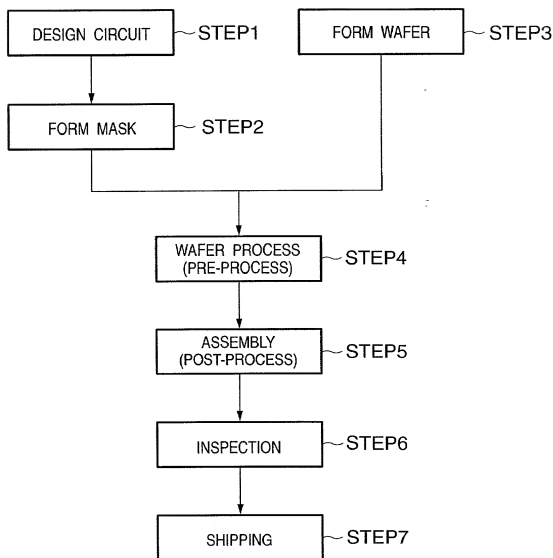 DESIGN CIRCUIT
STEP1
FORM WAFER
STEP3
FORM MASK
STEP2
WAFER PROCESS
(PRE-PROCESS)
STEP4
ASSEMBLY
(POST-PROCESS)
STEP5
INSPECTION
STEP6
SHIPPING
STEP7